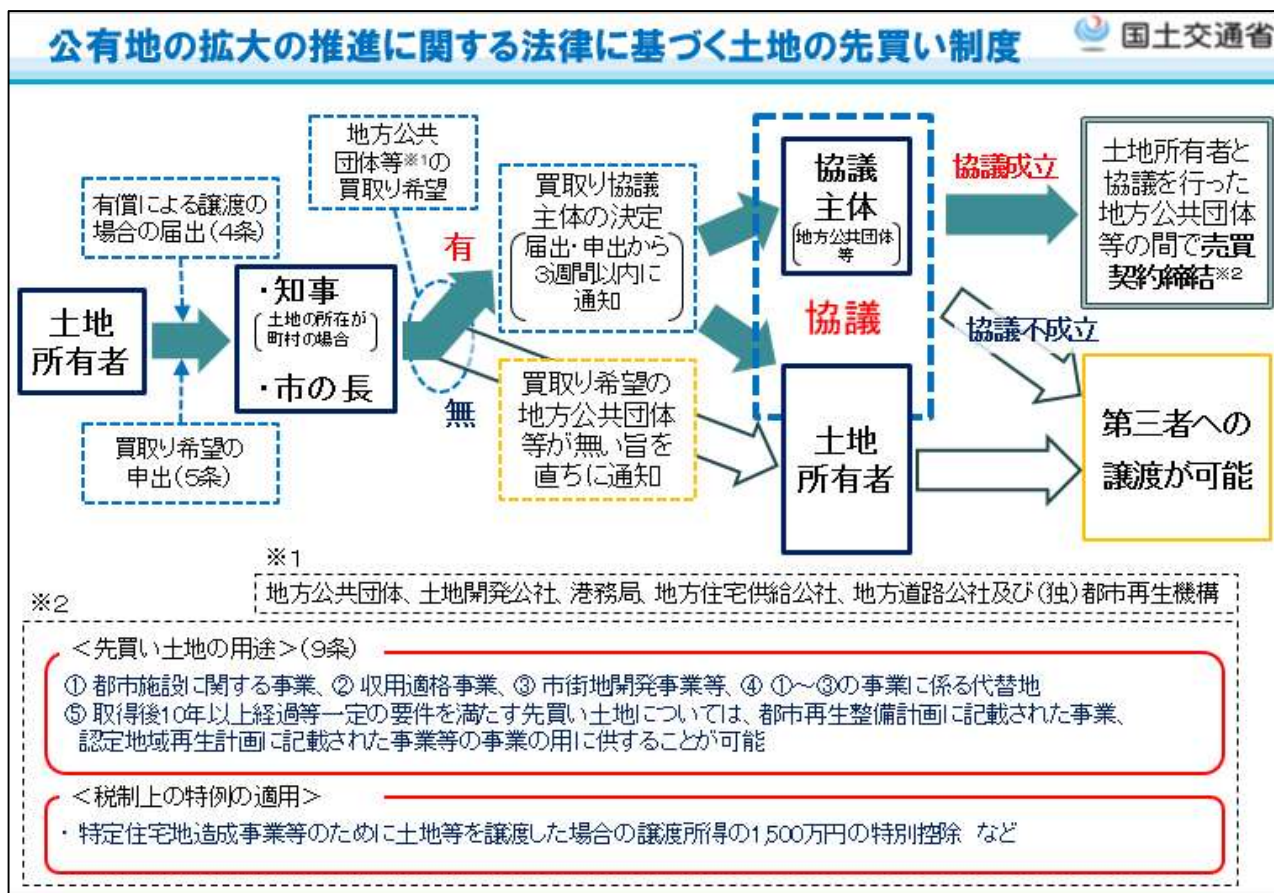 公有地の拡大の推進に関する法律に基づく土地の先買い制度
国土交通省
有償による譲渡の
場合の届出(4条)
土地
所有者
買取り希望の
申出(5条)
・知事
土地の所在が
町村の場合
・市の長
地方公共
団体等※1の
買取り希望
有
無
買取り協議
主体の決定
届出・申出から
3週間以内に
通知
買取り希望の
地方公共団体
等が無い旨を
直ちに通知
協議
主体
地方公共団体
等
協議
土地
所有者
協議成立
協議不成立
土地所有者と
協議を行った
地方公共団体
等の間で売買
契約締結※2
第三者への
譲渡が可能
※1
地方公共団体、土地開発公社、港務局、地方住宅供給公社、地方道路公社及び(独)都市再生機構
※2
<先買い土地の用途>(9条)
① 都市施設に関する事業、② 収用適格事業、③ 市街地開発事業等、④ ①~③の事業に係る代替地
⑤ 取得後10年以上経過等一定の要件を満たす先買い土地については、都市再生整備計画に記載された事業、
認定地域再生計画に記載された事業等の事業の用に供することが可能
<税制上の特例の適用>
・ 特定住宅地造成事業等のために土地等を譲渡した場合の譲渡所得の1,500万円の特別控除 など